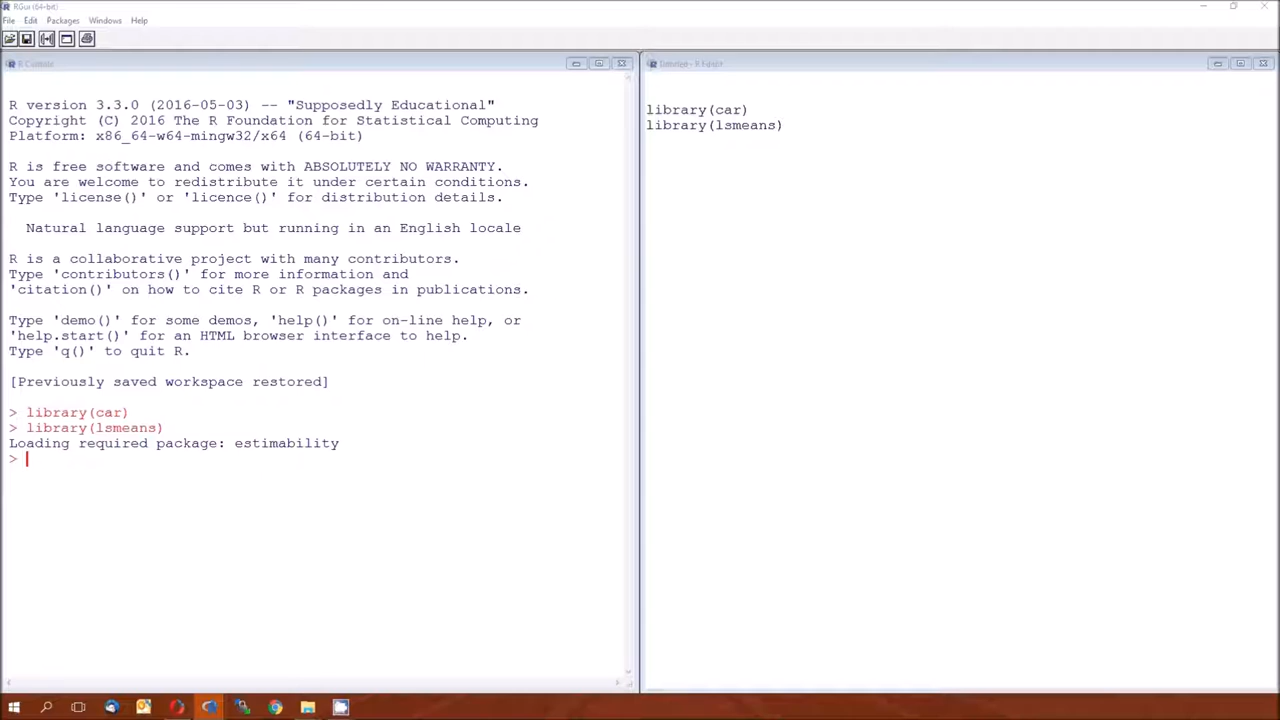 RGui (64-bit)
File Edit Packages Windows Help
R Console
R version 3.3.0 (2016-05-03) -- "Supposedly Educational"
Copyright (C) 2016 The R Foundation for Statistical Computing
Platform: x86_64-w64-mingw32/x64 (64-bit)
R is free software and comes with ABSOLUTELY NO WARRANTY.
You are welcome to redistribute it under certain conditions.
Type 'license()' or 'licence()' for distribution details.
Natural language support but running in an English locale
R is a collaborative project with many contributors.
Type 'contributors()' for more information and
'citation()' on how to cite R or R packages in publications.
Type 'demo()' for some demos, 'help()' for on-line help, or
'help.start()' for an HTML browser interface to help.
Type 'q()' to quit R.
[Previously saved workspace restored]
> library(car)
> library(lsmeans)
Loading required package: estimability
>
Untitled - R Editor
library(car)
library(lsmeans)